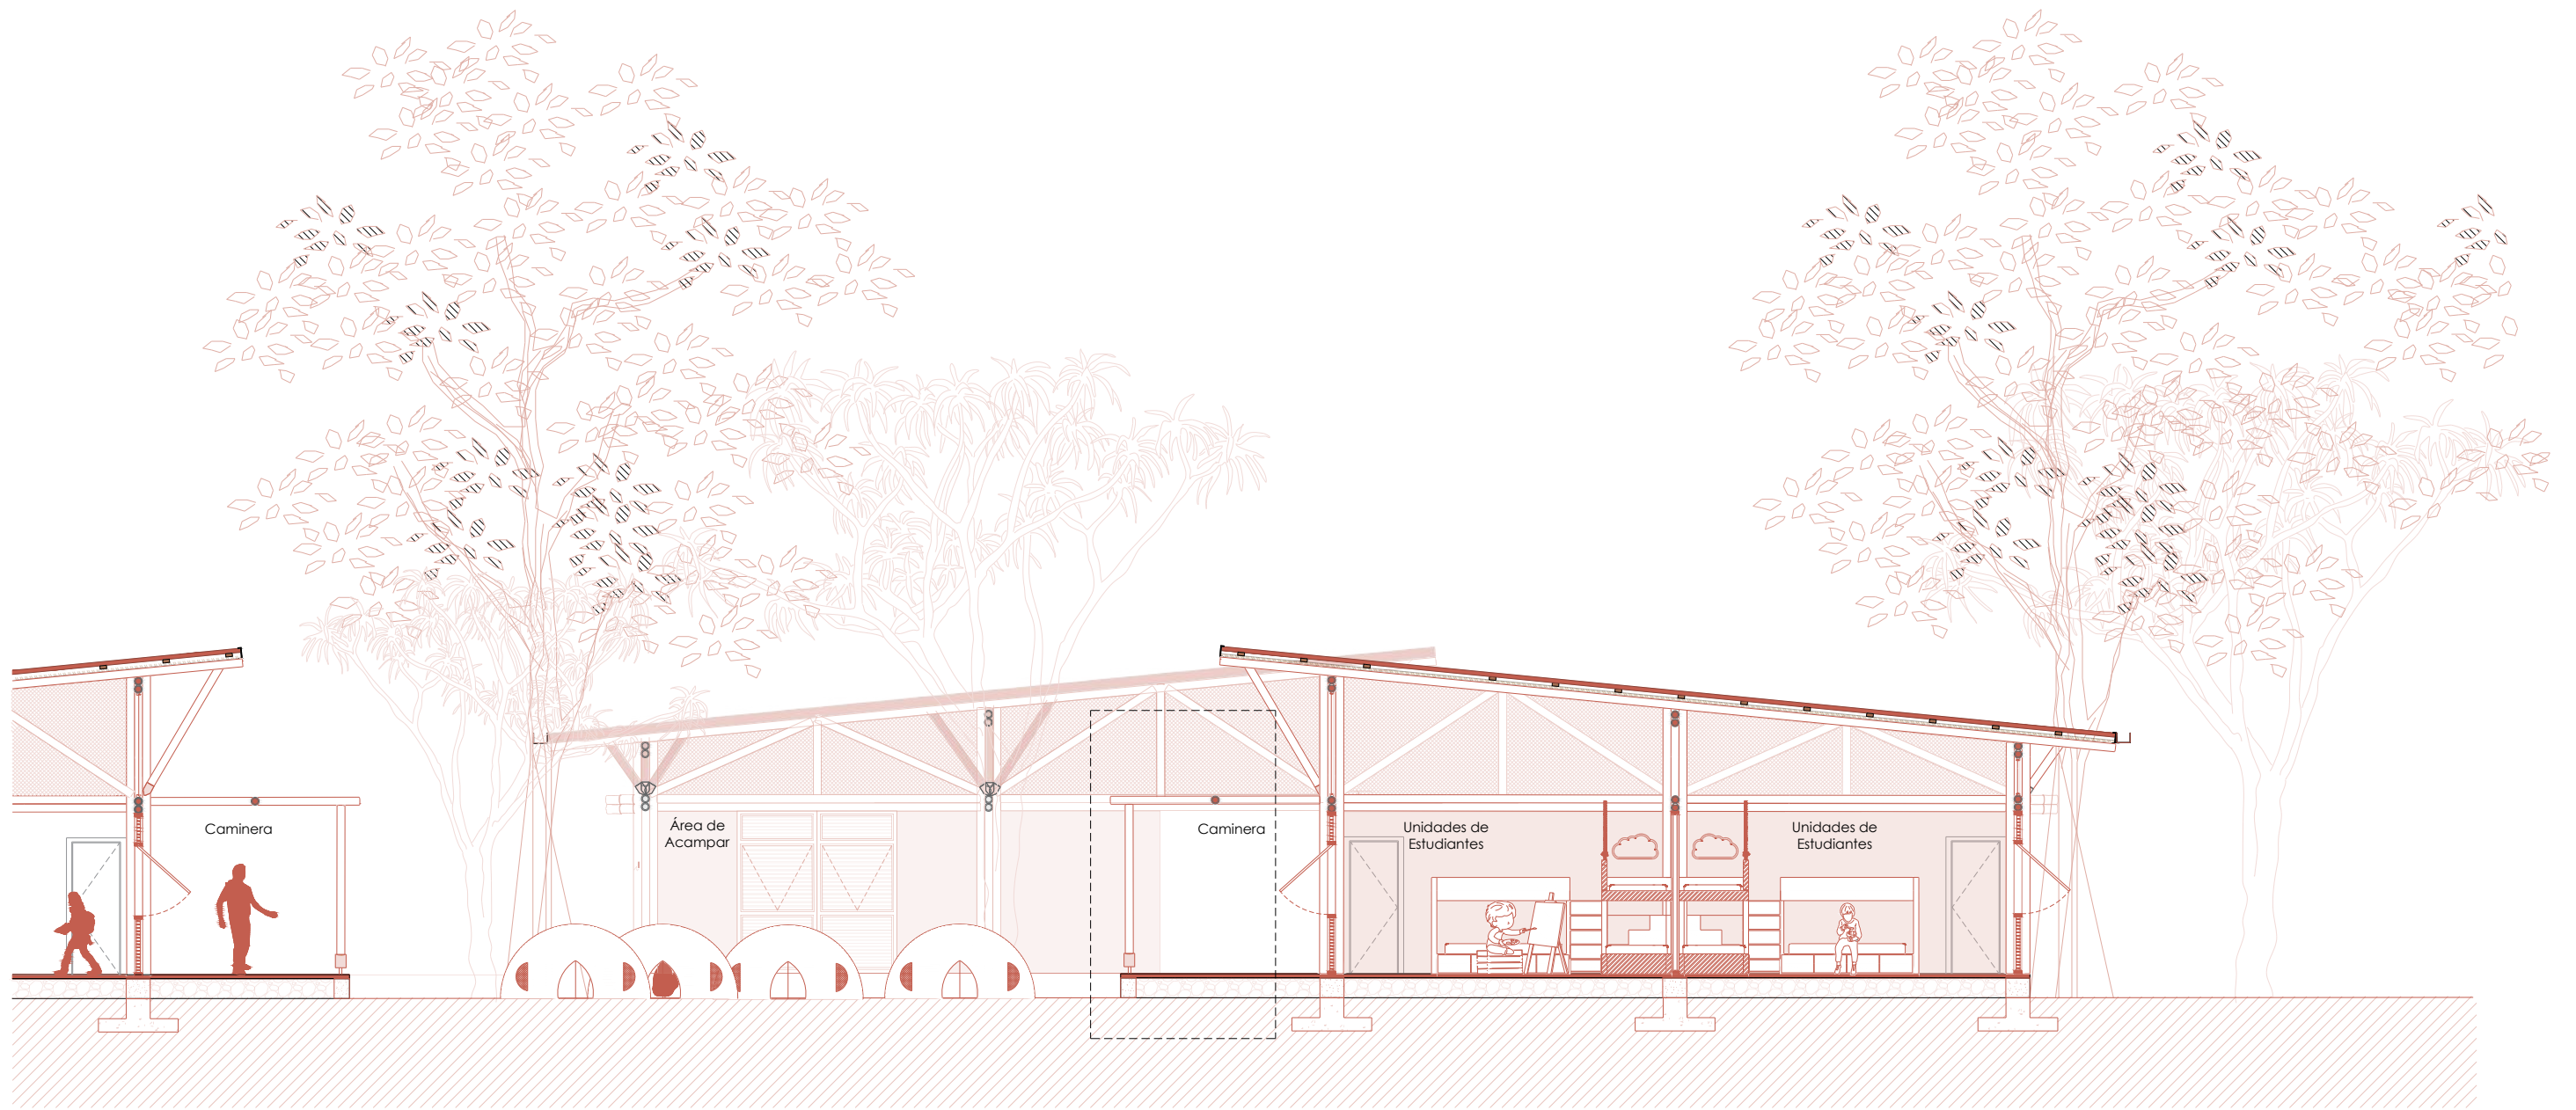 Caminera
Área de
Acampar
Caminera
Unidades de
Estudiantes
Unidades de
Estudiantes